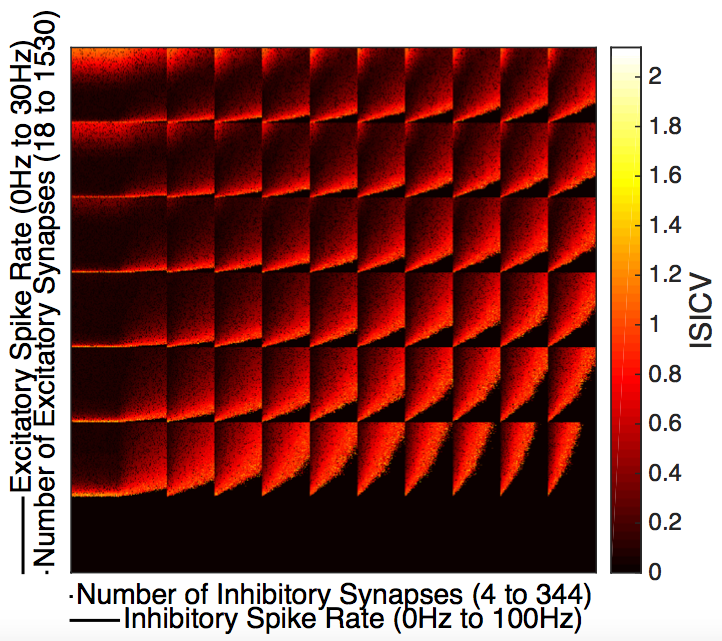 Excitatory Spike Rate (0Hz to 30Hz)
·Number of Excitatory Synapses (18 to 1530)
2
1.8
1.6
1.4
1.2
1
0.8
0.6
0.4
0.2
0
ISICV
·Number of Inhibitory Synapses (4 to 344)
Inhibitory Spike Rate (0Hz to 100Hz)